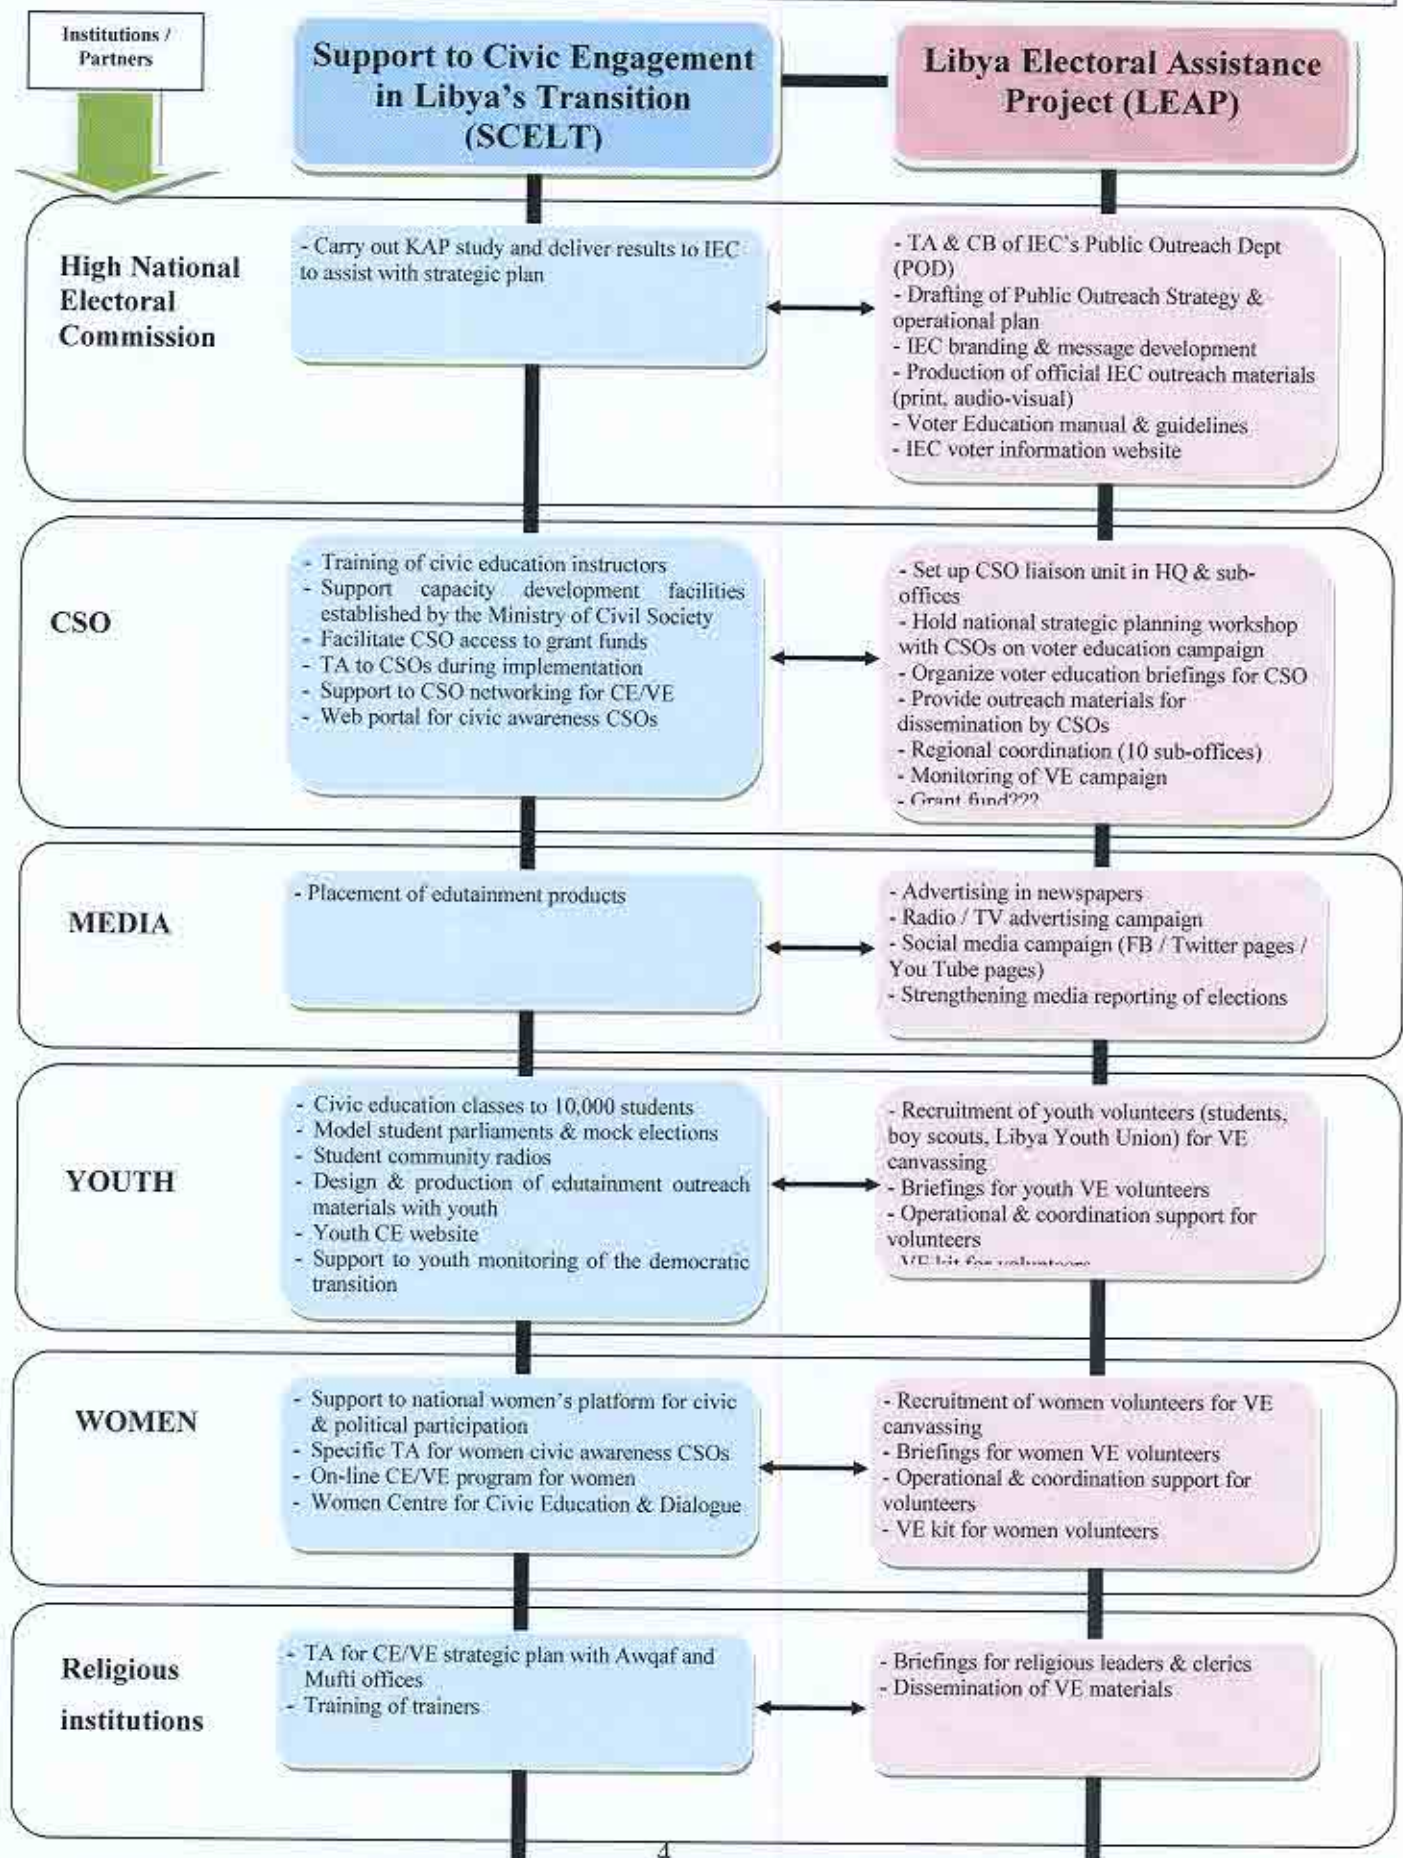 Institutions /
Partners
Support to Civic Engagement
in Libya's Transition
(SCELT)
Libya Electoral Assistance
Project (LEAP)
High National
Electoral
Commission
- Carry out KAP study and deliver results to IEC
to assist with strategic plan
- TA & CB of IEC's Public Outreach Dept
(POD)
- Drafting of Public Outreach Strategy &
operational plan
- IEC branding & message development
- Production of official IEC outreach materials
(print, audio-visual)
- Voter Education manual & guidelines
- IEC voter information website
CSO
- Training of civic education instructors
- Support capacity development facilities
established by the Ministry of Civil Society
- Facilitate CSO access to grant funds
- TA to CSOs during implementation
- Support to CSO networking for CE/VE
- Web portal for civic awareness CSOs
- Set up CSO liaison unit in HQ & sub-
offices
- Hold national strategic planning workshop
with CSOs on voter education campaign
- Organize voter education briefings for CSO
- Provide outreach materials for
dissemination by CSOs
- Regional coordination (10 sub-offices)
- Monitoring of VE campaign
- Grant fund???
MEDIA
- Placement of edutainment products
- Advertising in newspapers
- Radio / TV advertising campaign
- Social media campaign (FB / Twitter pages /
You Tube pages)
- Strengthening media reporting of elections
YOUTH
- Civic education classes to 10,000 students
- Model student parliaments & mock elections
- Student community radios
- Design & production of edutainment outreach
materials with youth
- Youth CE website
- Support to youth monitoring of the democratic
transition
- Recruitment of youth volunteers (students,
boy scouts, Libya Youth Union) for VE
canvassing
- Briefings for youth VE volunteers
- Operational & coordination support for
volunteers
- VE kit for volunteers
WOMEN
- Support to national women's platform for civic
& political participation
- Specific TA for women civic awareness CSOs
- On-line CE/VE program for women
- Women Centre for Civic Education & Dialogue
- Recruitment of women volunteers for VE
canvassing
- Briefings for women VE volunteers
- Operational & coordination support for
volunteers
- VE kit for women volunteers
Religious
institutions
- TA for CE/VE strategic plan with Awqaf and
Mufti offices
- Training of trainers
- Briefings for religious leaders & clerics
- Dissemination of VE materials
4